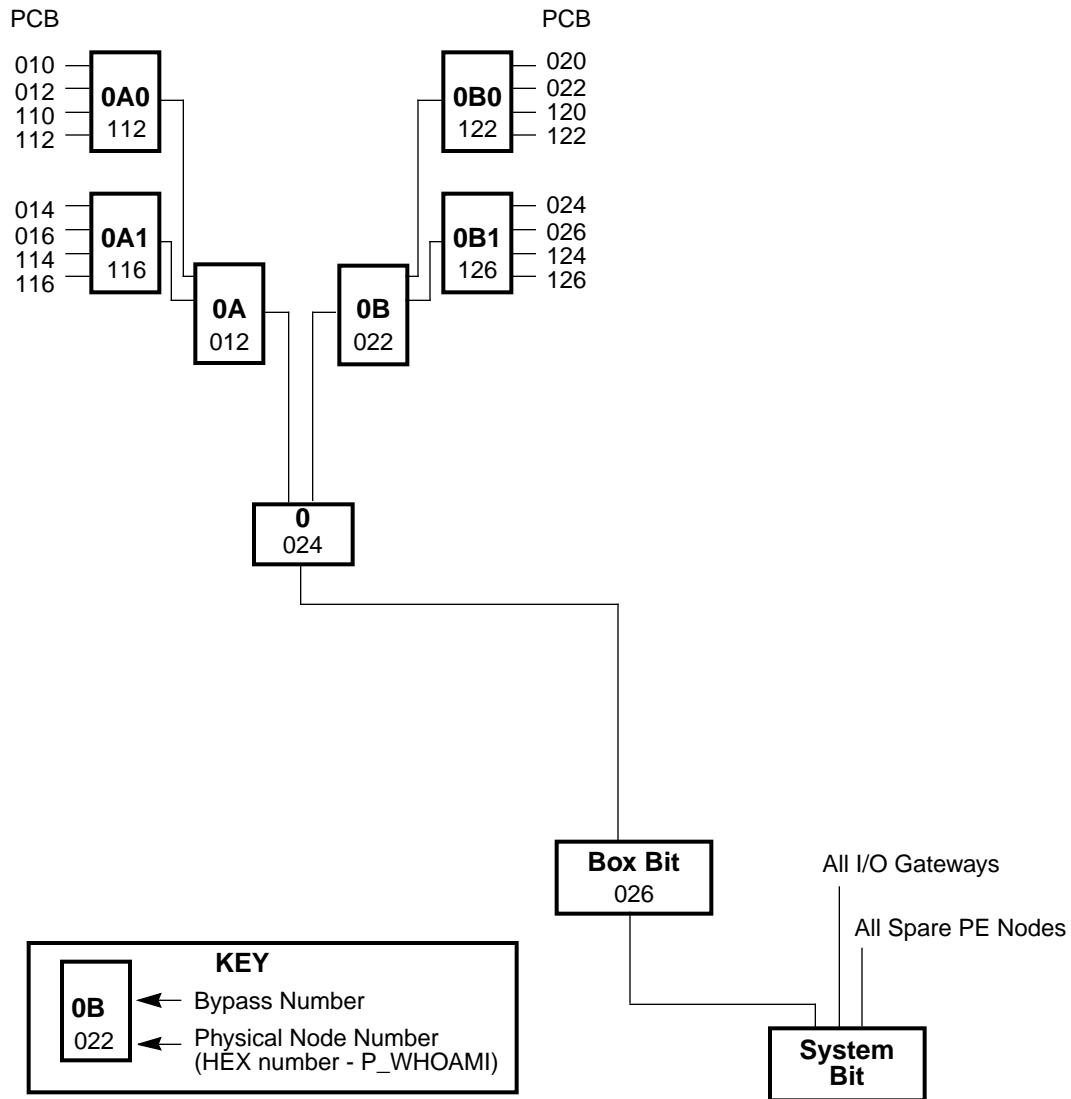 PCB
010
012
110
112
0A0
112
014
016
114
116
0A1
116
0A
012
PCB
0B0
122
020
022
120
122
0B1
126
024
026
124
126
0B
022
0
024
Box Bit
026
All I/O Gateways
All Spare PE Nodes
System
Bit
KEY
0B
022
Bypass Number
Physical Node Number
(HEX number - P_WHOAMI)